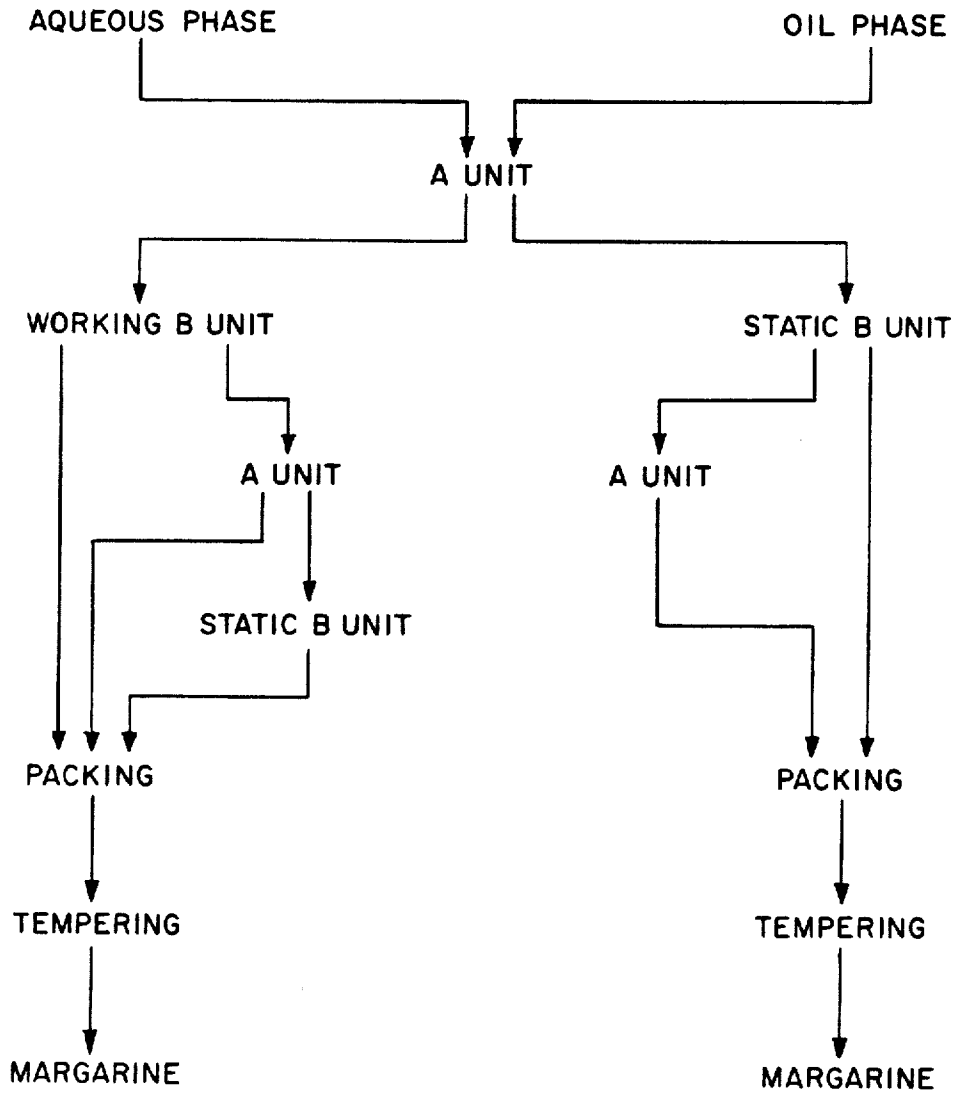 AQUEOUS PHASE
OIL PHASE
A UNIT
WORKING B UNIT
STATIC B UNIT
A UNIT
A UNIT
STATIC B UNIT
PACKING
PACKING
TEMPERING
TEMPERING
MARGARINE
MARGARINE